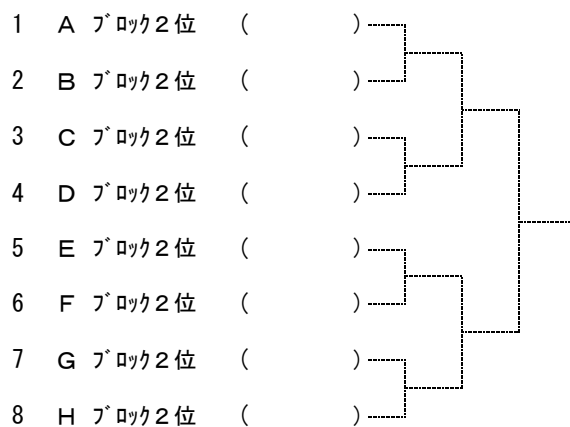 1 A ﾌﾞﾛｯｸ2位 ( )
2 B ﾌﾞﾛｯｸ2位 ( )
3 C ﾌﾞﾛｯｸ2位 ( )
4 D ﾌﾞﾛｯｸ2位 ( )
5 E ﾌﾞﾛｯｸ2位 ( )
6 F ﾌﾞﾛｯｸ2位 ( )
7 G ﾌﾞﾛｯｸ2位 ( )
8 H ﾌﾞﾛｯｸ2位 ( )